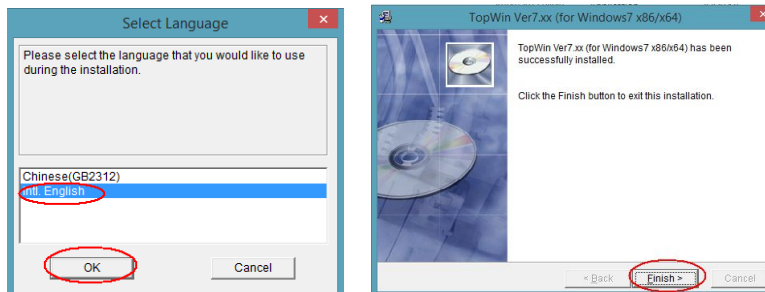 Select Language
Please select the language that you would like to use
during the installation.
Chinese(GB2312)
Intl. English
OK
Cancel
TopWin Ver7.xx (for Windows7 x86/x64)
TopWin Ver7.xx (for Windows7 x86/x64) has been
successfully installed.
Click the Finish button to exit this installation.
< Back
Finish >
Cancel